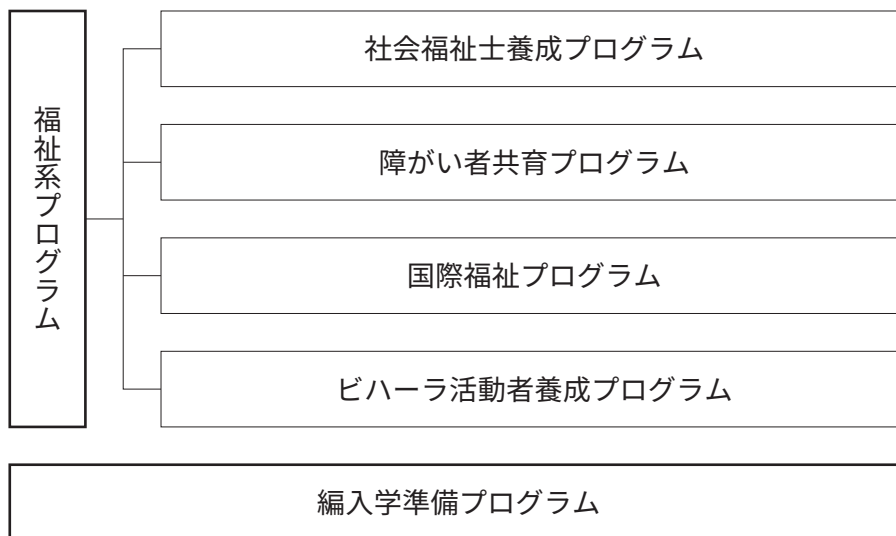 福祉系プログラム
社会福祉士養成プログラム
障がい者共育プログラム
国際福祉プログラム
ビハーラ活動者養成プログラム
編入学準備プログラム